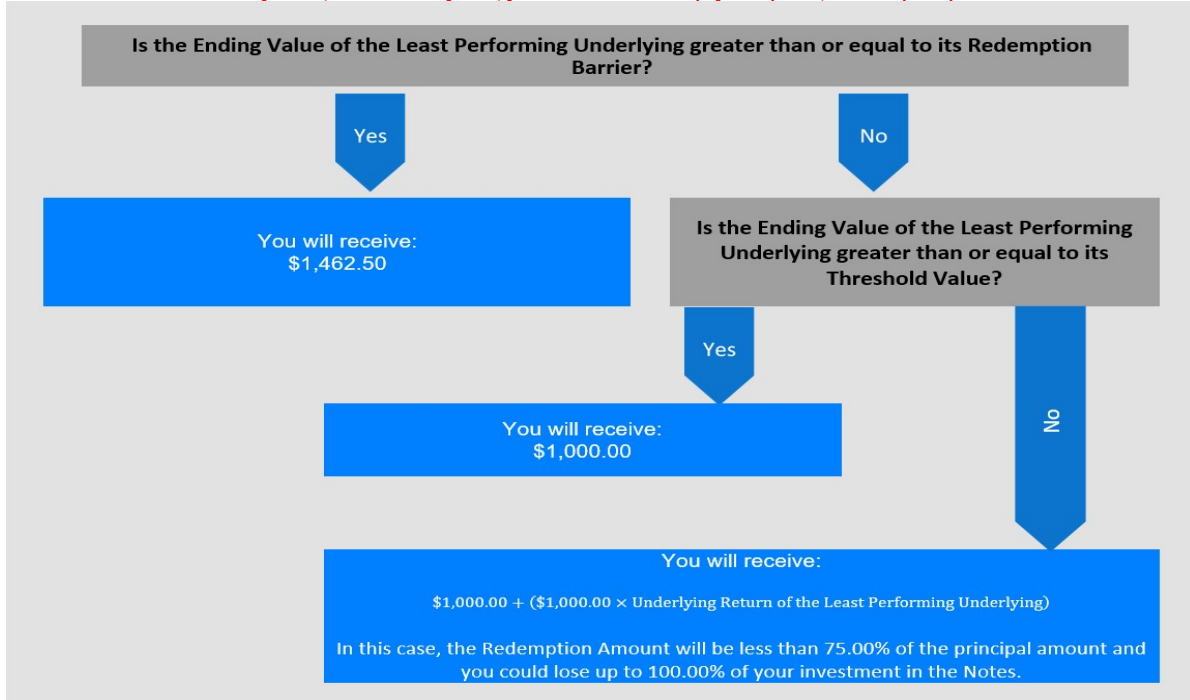 Is the Ending Value of the Least Performing Underlying greater than or equal to its Redemption
Barrier?
Yes
No
You will receive:
$1,462.50
Is the Ending Value of the Least Performing
Underlying greater than or equal to its
Threshold Value?
Yes
No
You will receive:
$1,000.00
You will receive:
$1,000.00 + ($1,000.00 × Underlying Return of the Least Performing Underlying)
In this case, the Redemption Amount will be less than 75.00% of the principal amount and
you could lose up to 100.00% of your investment in the Notes.